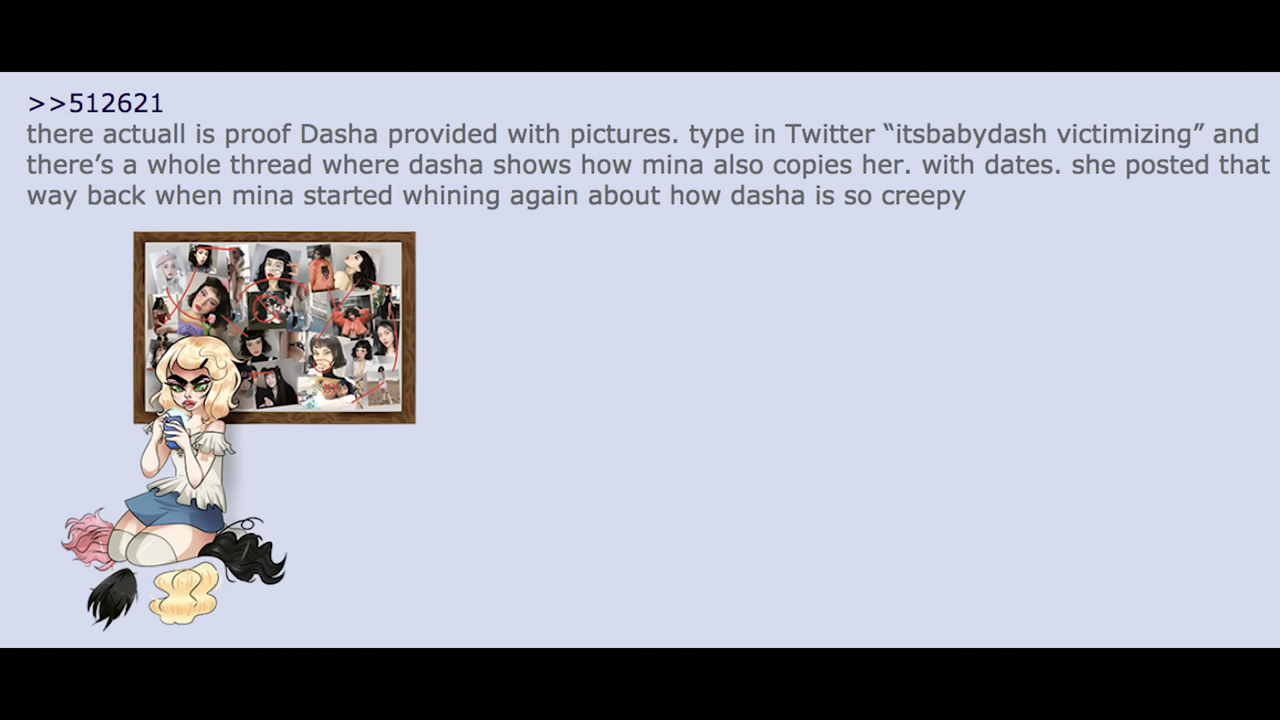 >>512621
there actuall is proof Dasha provided with pictures. type in Twitter “itsbabydash victimizing” and
there’s a whole thread where dasha shows how mina also copies her. with dates. she posted that
way back when mina started whining again about how dasha is so creepy